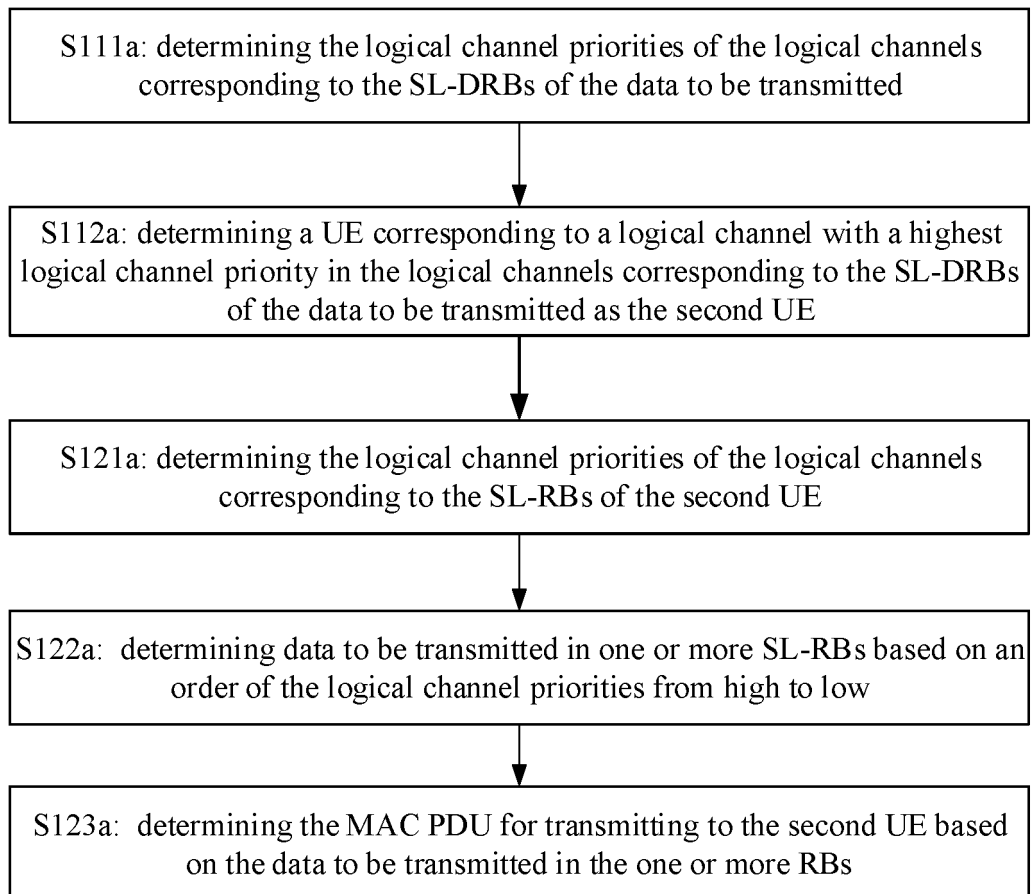 S111a: determining the logical channel priorities of the logical channels
corresponding to the SL-DRBs of the data to be transmitted
S112a: determining a UE corresponding to a logical channel with a highest
logical channel priority in the logical channels corresponding to the SL-DRBs
of the data to be transmitted as the second UE
S121a: determining the logical channel priorities of the logical channels
corresponding to the SL-RBs of the second UE
S122a: determining data to be transmitted in one or more SL-RBs based on an
order of the logical channel priorities from high to low
S123a: determining the MAC PDU for transmitting to the second UE based
on the data to be transmitted in the one or more RBs